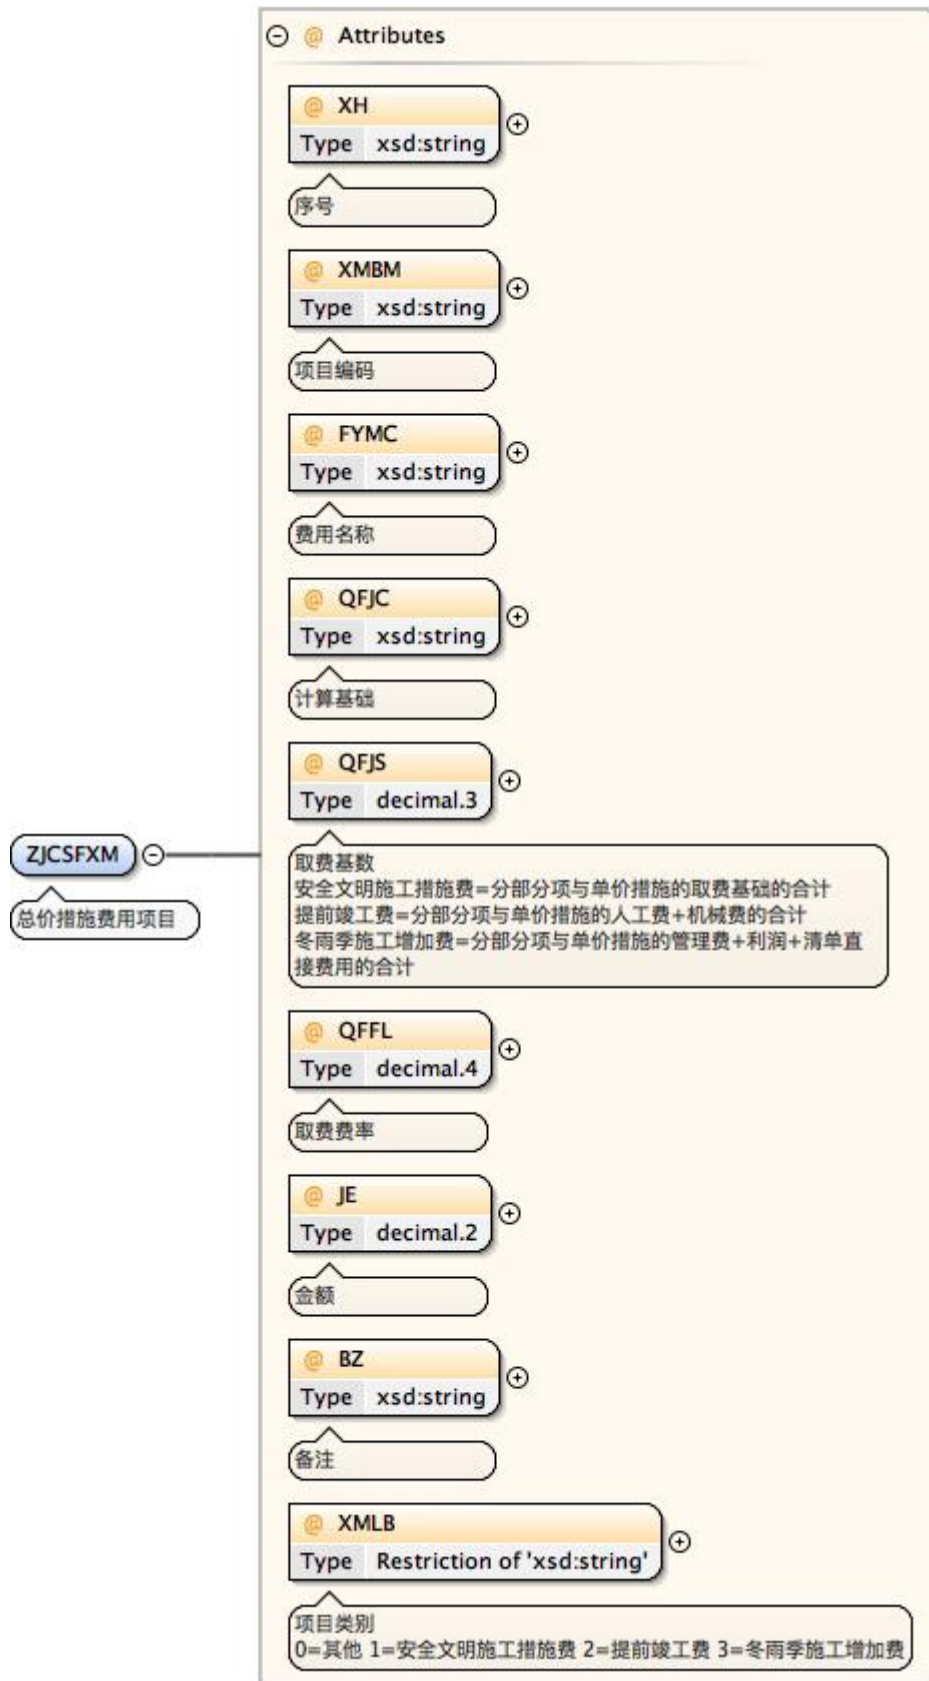 @ Attributes
@ XH
Type xsd:string
序号
@ XMBM
Type xsd:string
项目编码
@ FYMC
Type xsd:string
费用名称
@ QFJC
Type xsd:string
计算基础
@ QFJS
Type decimal.3
ZJCSFXM
总价措施费用项目
取费基数
安全文明施工措施费=分部分项与单价措施的取费基础的合计
提前竣工费=分部分项与单价措施的人工费+机械费的合计
冬雨季施工增加费=分部分项与单价措施的管理费+利润+清单直
接费用的合计
@ QFFL
Type decimal.4
取费费率
@ JE
Type decimal.2
金额
@ BZ
Type xsd:string
备注
@ XMLB
Type Restriction of 'xsd:string'
项目类别
0=其他 1=安全文明施工措施费 2=提前竣工费 3=冬雨季施工增加费